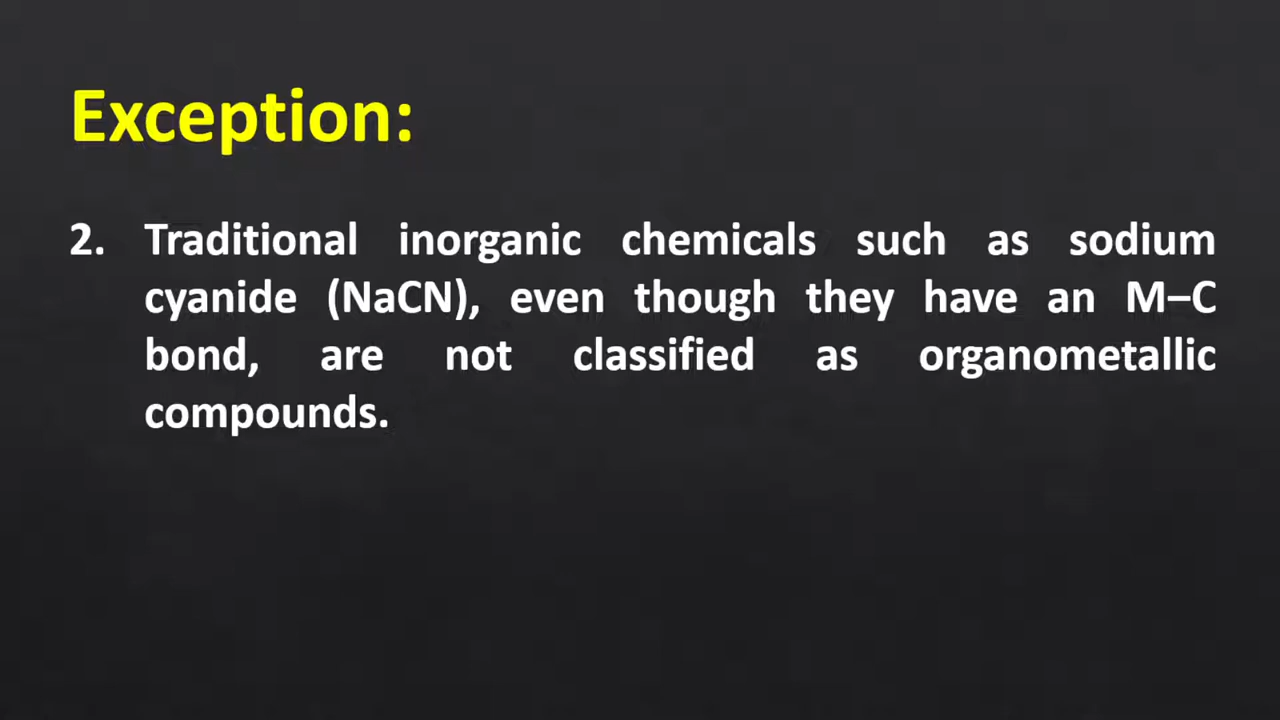 Exception:
2. Traditional inorganic chemicals such as sodium
cyanide (NaCN), even though they have an M–C
bond, are not classified as organometallic
compounds.